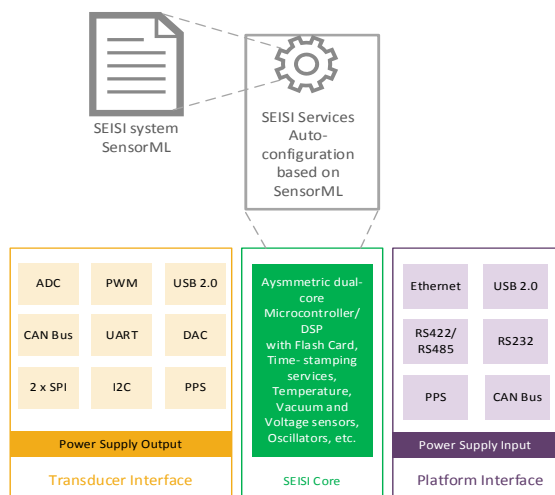 SEISI system
SensorML
SEISI Services
Auto-
configuration
based on
SensorML
ADC
PWM
USB 2.0
CAN Bus
UART
DAC
2 x SPI
I2C
PPS
Power Supply Output
Transducer Interface
Aysmmetric dual-
core
Microcontroller/
DSP
with Flash Card,
Time- stamping
services,
Temperature,
Vacuum and
Voltage sensors,
Oscillators, etc.
SEISI Core
Ethernet
USB 2.0
RS422/
RS485
RS232
PPS
CAN Bus
Power Supply Input
Platform Interface